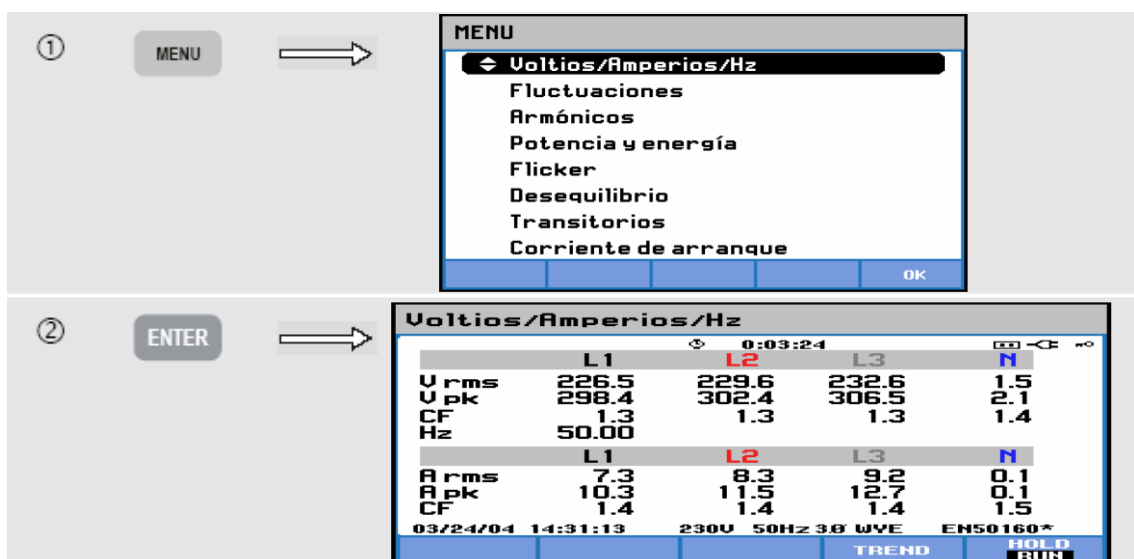 ① MENU
MENU
Voltios/Amperios/Hz
Fluctuaciones
Armónicos
Potencia y energía
Flicker
Desequilibrio
Transitorios
Corriente de arranque
OK
② ENTER
Voltios/Amperios/Hz
0:03:24
L1 L2 L3 N
V rms 226.5 229.6 232.6 1.5
V pk 298.4 302.4 306.5 2.1
CF 1.3 1.3 1.3 1.4
Hz 50.00
L1 L2 L3 N
A rms 7.3 8.3 9.2 0.1
A pk 10.3 11.5 12.7 0.1
CF 1.4 1.4 1.4 1.5
03/24/04 14:31:13 230V 50Hz 3Ø WYE EN50160*
TREND HOLD
RUN